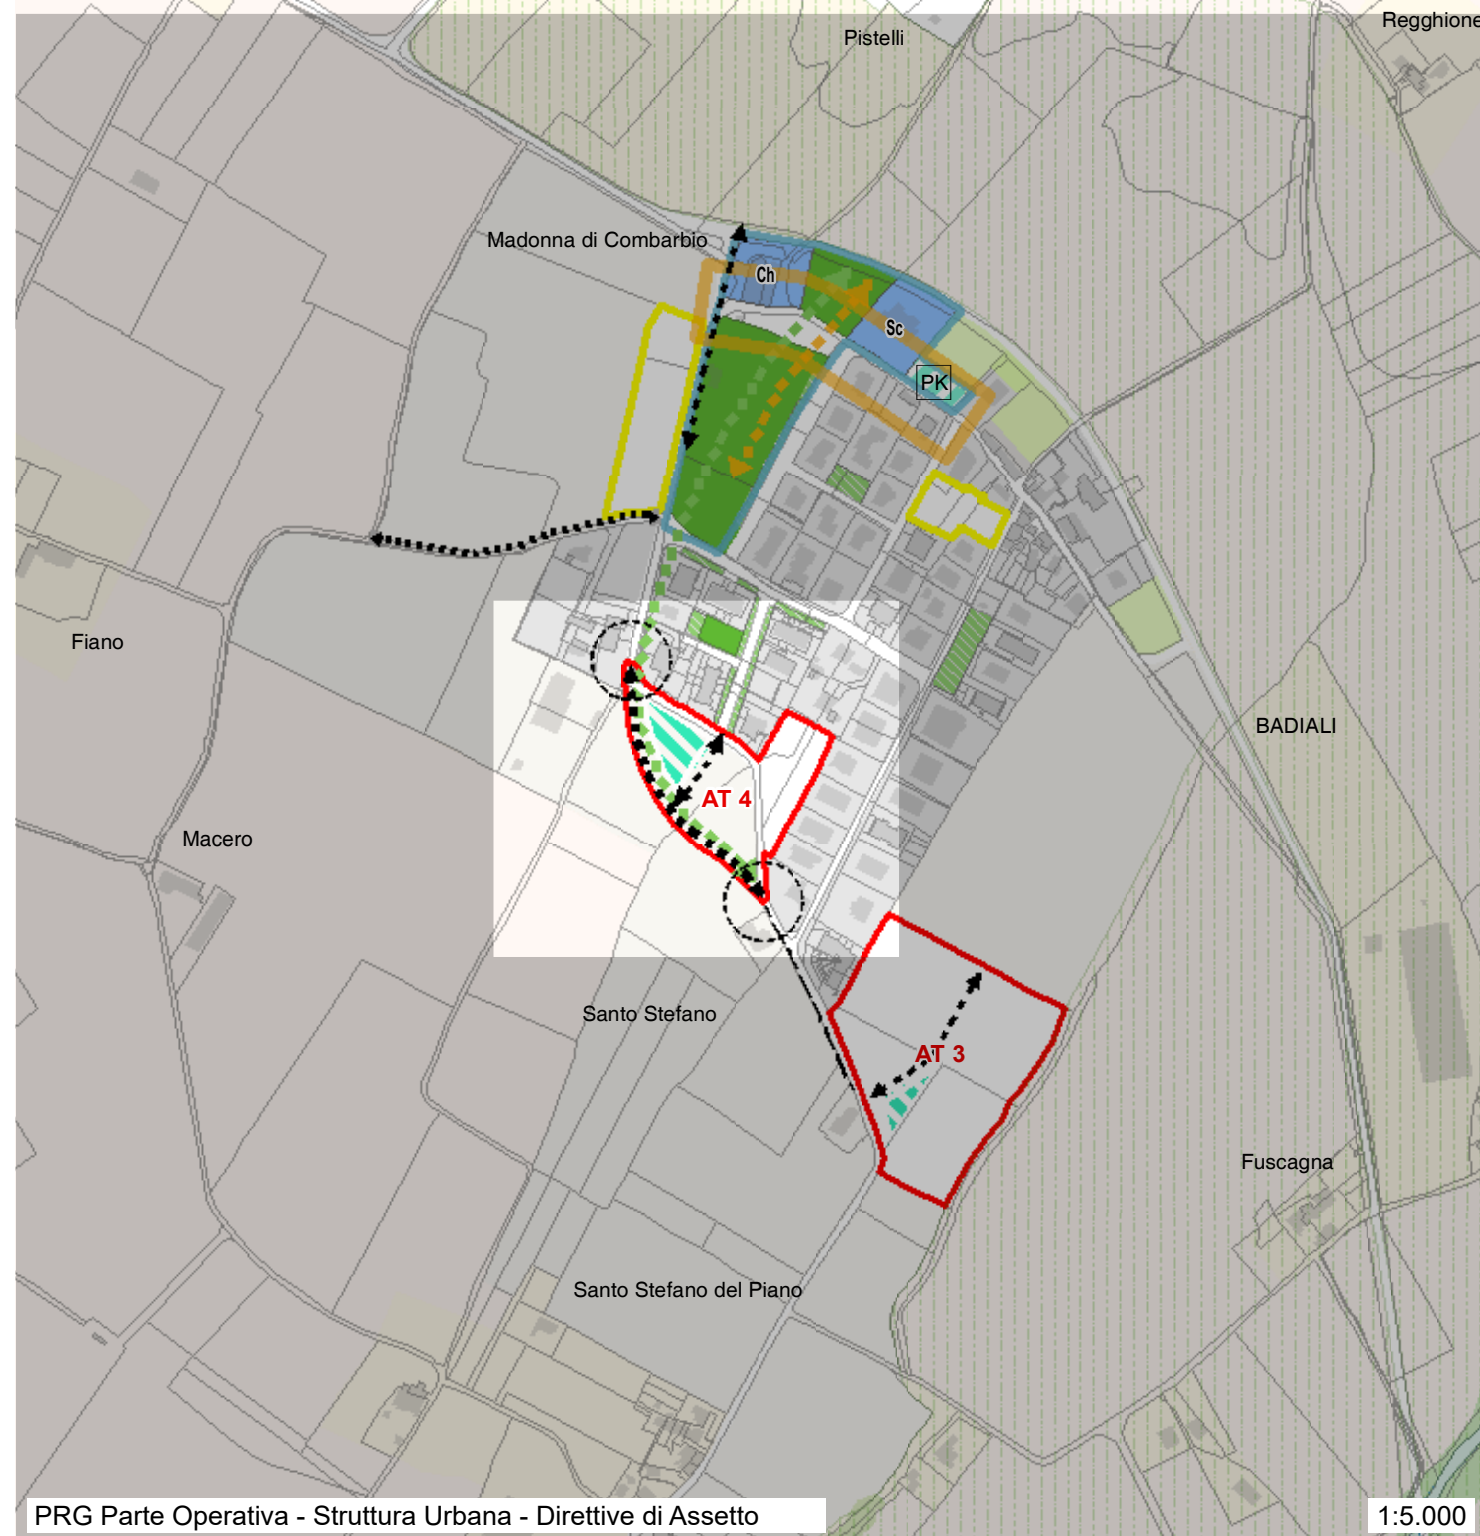 Regghione
Pistelli
Madonna di Combarbio
Ch
Sc
PK
Fiano
BADIALI
AT 4
Macero
Santo Stefano
AT 3
Fuscagna
Santo Stefano del Piano
PRG Parte Operativa - Struttura Urbana - Direttive di Assetto
1:5.000